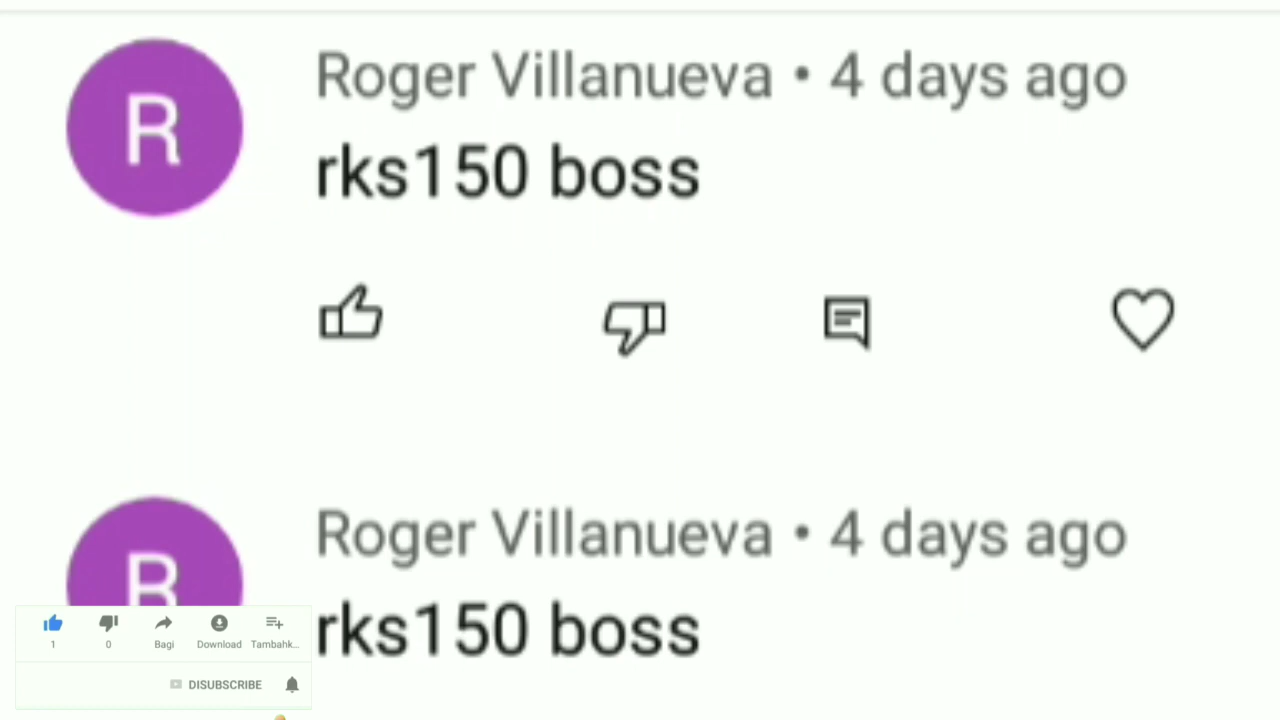 R
Roger Villanueva • 4 days ago
rks150 boss
R
Roger Villanueva • 4 days ago
rks150 boss
1 0 Bagi Download Tambahk...
DISUBSCRIBE